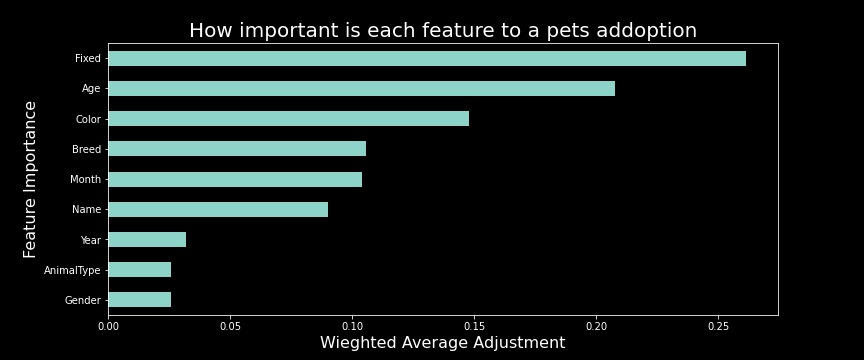 How important is each feature to a pets addoption
Feature Importance
Fixed
Age
Color
Breed
Month
Name
Year
AnimalType
Gender
0.00 0.05 0.10 0.15 0.20 0.25
Wieghted Average Adjustment